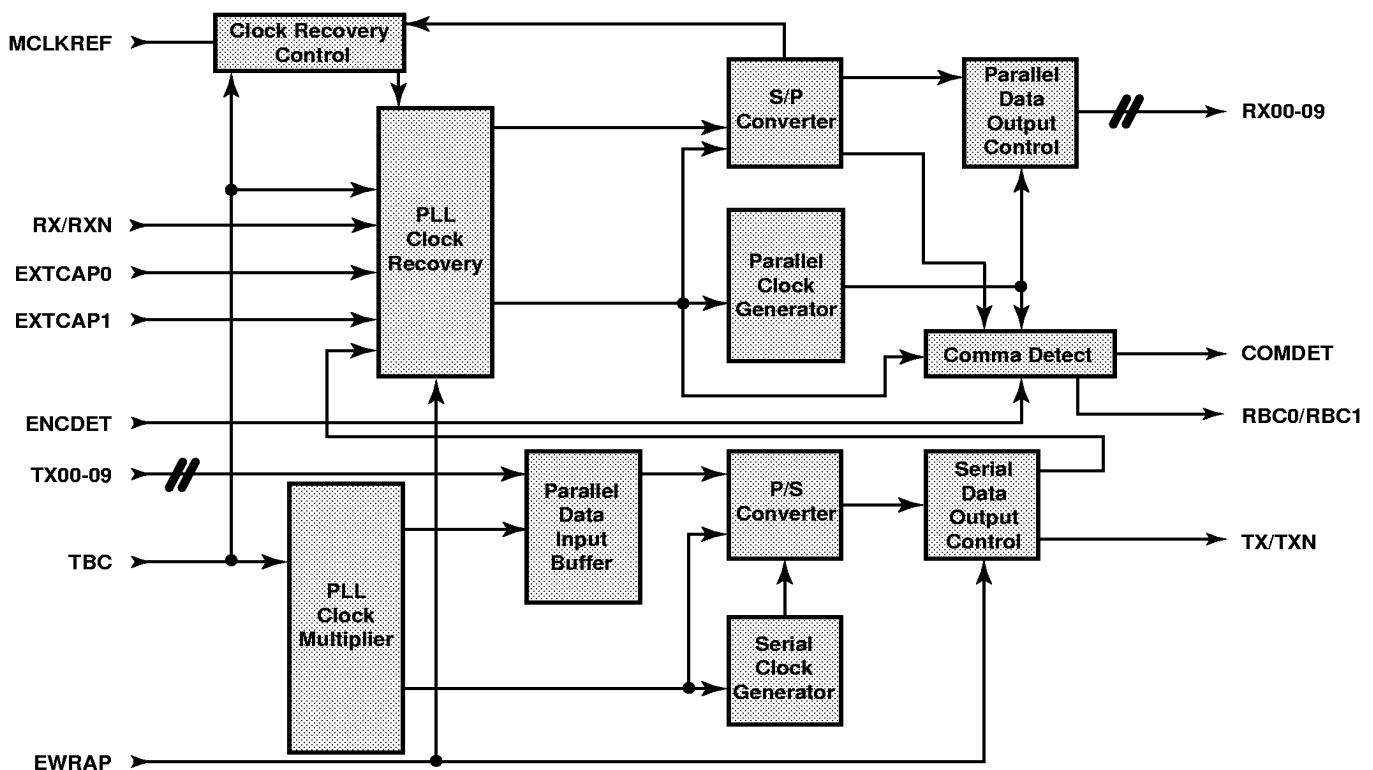 MCLKREF
Clock Recovery
Control
S/P
Converter
Parallel
Data
Output
Control
RX00-09
RX/RXN
EXTCAP0
EXTCAP1
PLL
Clock
Recovery
Parallel
Clock
Generator
Comma Detect
COMDET
RBC0/RBC1
ENCDET
TX00-09
Parallel
Data
Input
Buffer
P/S
Converter
Serial
Data
Output
Control
TX/TXN
TBC
PLL
Clock
Multiplier
Serial
Clock
Generator
EWRAP